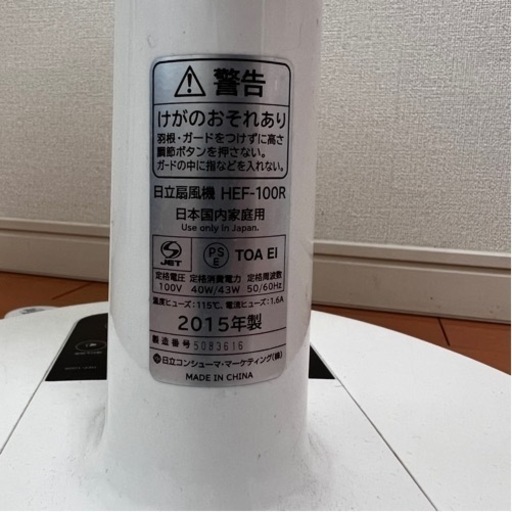 警告
けがのおそれあり
羽根・ガードをつけずに高さ
調節ボタンを押さない。
ガードの中に指などを入れない。
日立扇風機 HEF-100R
日本国内家庭用
Use only in Japan.
JET PS E TOA EI
定格電圧 定格消費電力 定格周波数
100V 40W/43W 50/60Hz
温度ヒューズ:115℃、電流ヒューズ:1.6A
2015年製
製造番号 5083616
日立コンシューマ・マーケティング(株)
MADE IN CHINA